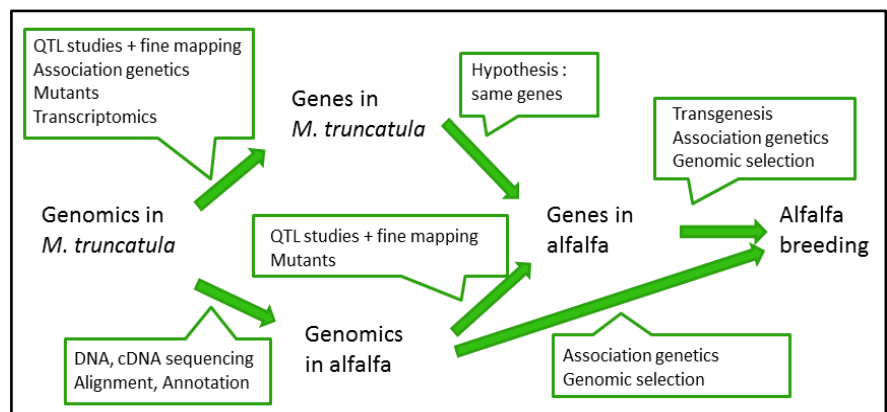 QTL studies + fine mapping
Association genetics
Mutants
Transcriptomics
Genes in
M. truncatula
Hypothesis :
same genes
Transgenesis
Association genetics
Genomic selection
Genomics in
M. truncatula
QTL studies + fine mapping
Mutants
Genes in
alfalfa
Alfalfa
breeding
DNA, cDNA sequencing
Alignment, Annotation
Genomics
in alfalfa
Association genetics
Genomic selection